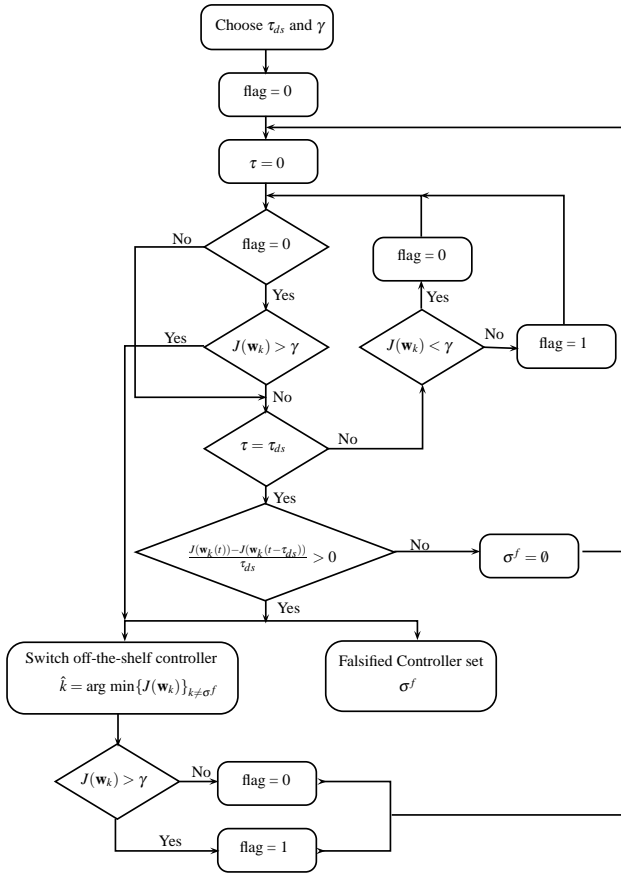 Choose τ_ds and γ
flag = 0
τ = 0
No
flag = 0
flag = 0
Yes
Yes
Yes
J(w_k) > γ
J(w_k) < γ
No
flag = 1
No
τ = τ_ds
No
Yes
(J(w_k(t))−J(w_k(t−τ_ds)))/τ_ds > 0
No
σ^f = ∅
Yes
Switch off-the-shelf controller
k̂ = arg min{J(w_k)}_{k≠σ^f}
Falsified Controller set
σ^f
J(w_k) > γ
No
flag = 0
Yes
flag = 1